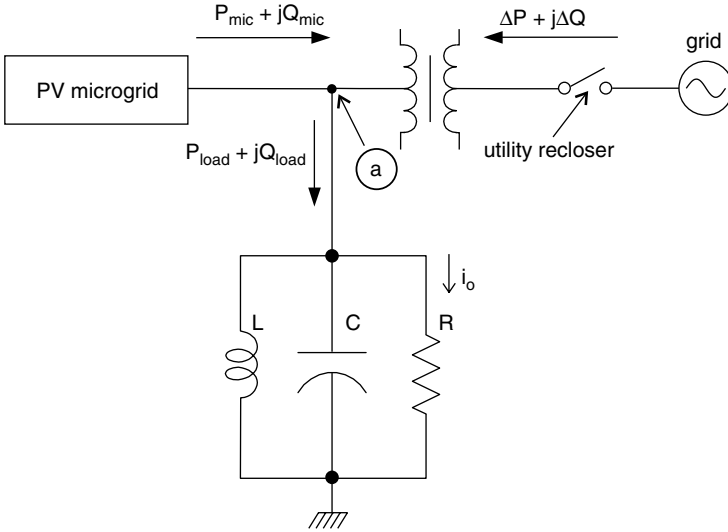 P_mic + jQ_mic
ΔP + jΔQ
grid
PV microgrid
utility recloser
P_load + jQ_load
a
i_o
L
C
R